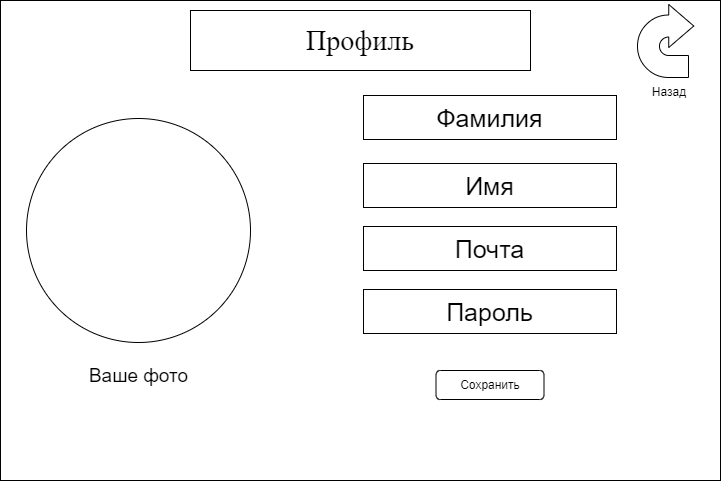 Профиль
Назад
Фамилия
Имя
Почта
Пароль
Ваше фото
Сохранить